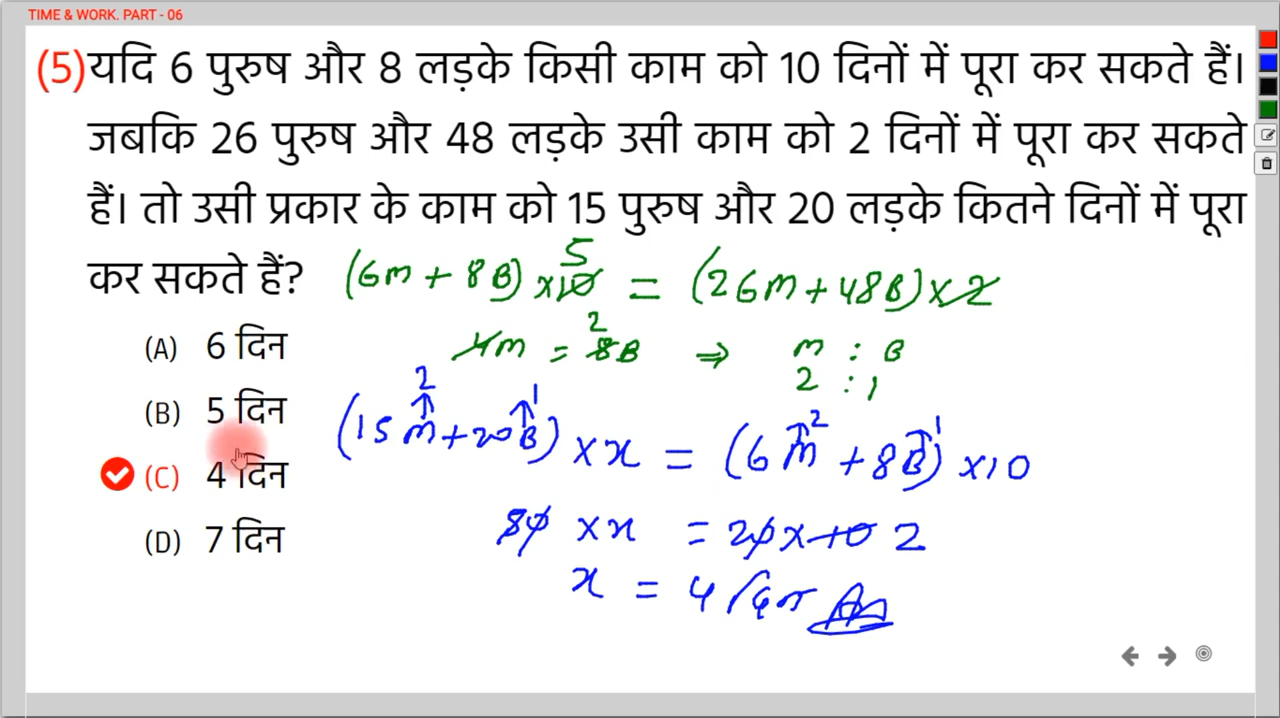 TIME & WORK. PART - 06
(5) यदि 6 पुरुष और 8 लड़के किसी काम को 10 दिनों में पूरा कर सकते हैं।
जबकि 26 पुरुष और 48 लड़के उसी काम को 2 दिनों में पूरा कर सकते
हैं। तो उसी प्रकार के काम को 15 पुरुष और 20 लड़के कितने दिनों में पूरा
कर सकते हैं?
5
(6m + 8B) × 10 = (26m + 48B) × 2
(A) 6 दिन
2
4m = 8B ⇒ m : B
2 : 1
(B) 5 दिन
2 1 2 1
(15m + 20B) × x = (6m + 8B) × 10
(C) 4 दिन
50 × x = 20 × 10 2
(D) 7 दिन
x = 4 दिन Ans